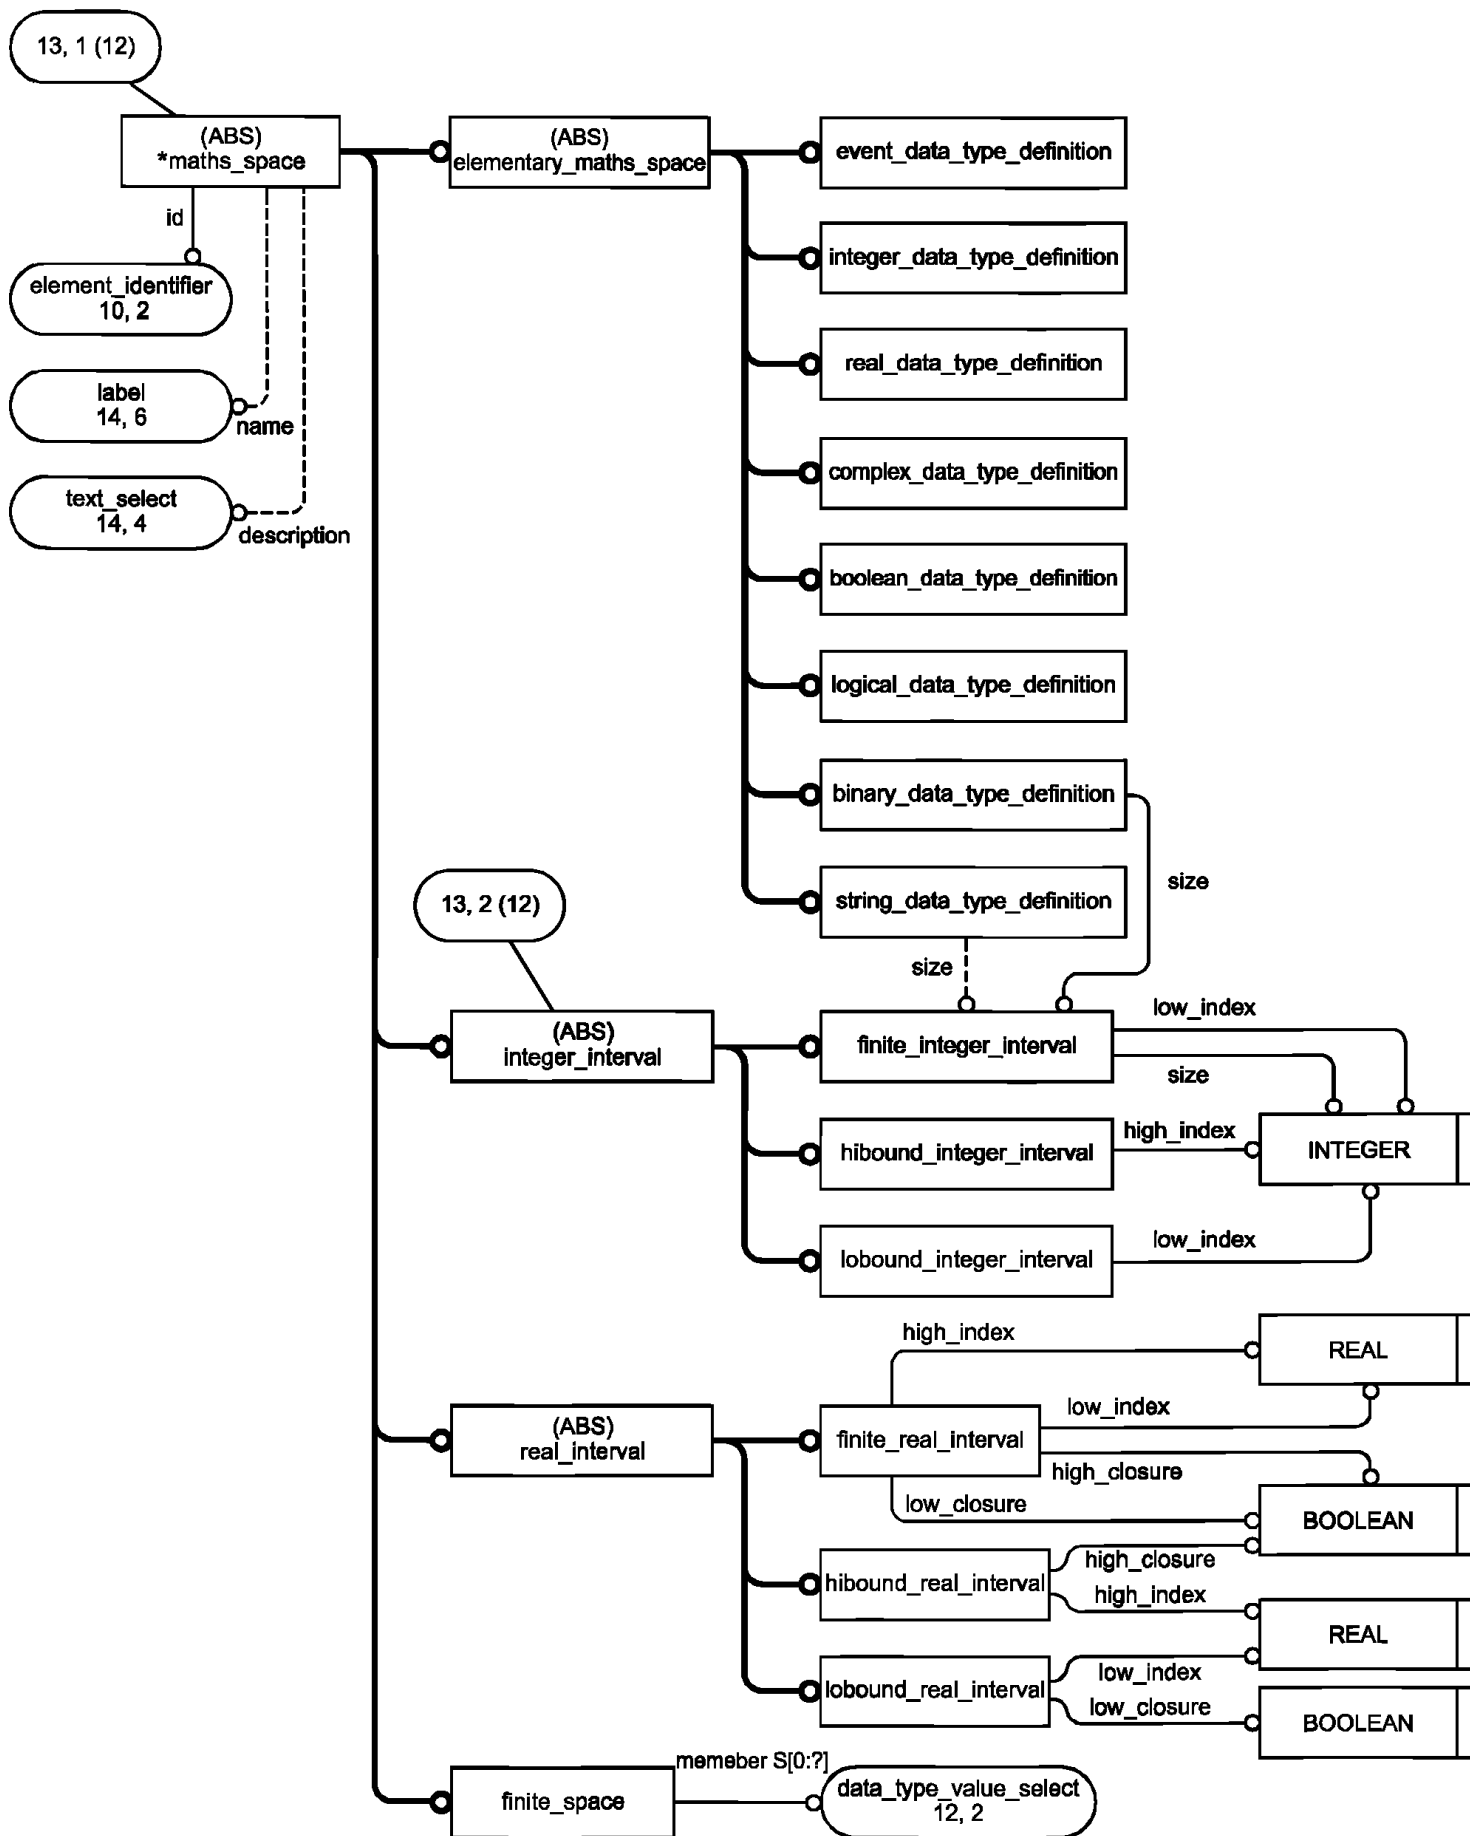 13, 1 (12)
(ABS)
*maths_space
(ABS)
elementary_maths_space
event_data_type_definition
id
integer_data_type_definition
element_identifier
10, 2
real_data_type_definition
label
14, 6
name
complex_data_type_definition
text_select
14, 4
description
boolean_data_type_definition
logical_data_type_definition
binary_data_type_definition
size
13, 2 (12)
string_data_type_definition
size
low_index
(ABS)
integer_interval
finite_integer_interval
size
high_index
hibound_integer_interval
INTEGER
low_index
lobound_integer_interval
high_index
REAL
low_index
(ABS)
real_interval
finite_real_interval
high_closure
low_closure
BOOLEAN
high_closure
hibound_real_interval
high_index
REAL
low_index
lobound_real_interval
low_closure
BOOLEAN
memeber S[0:?]
finite_space
data_type_value_select
12, 2